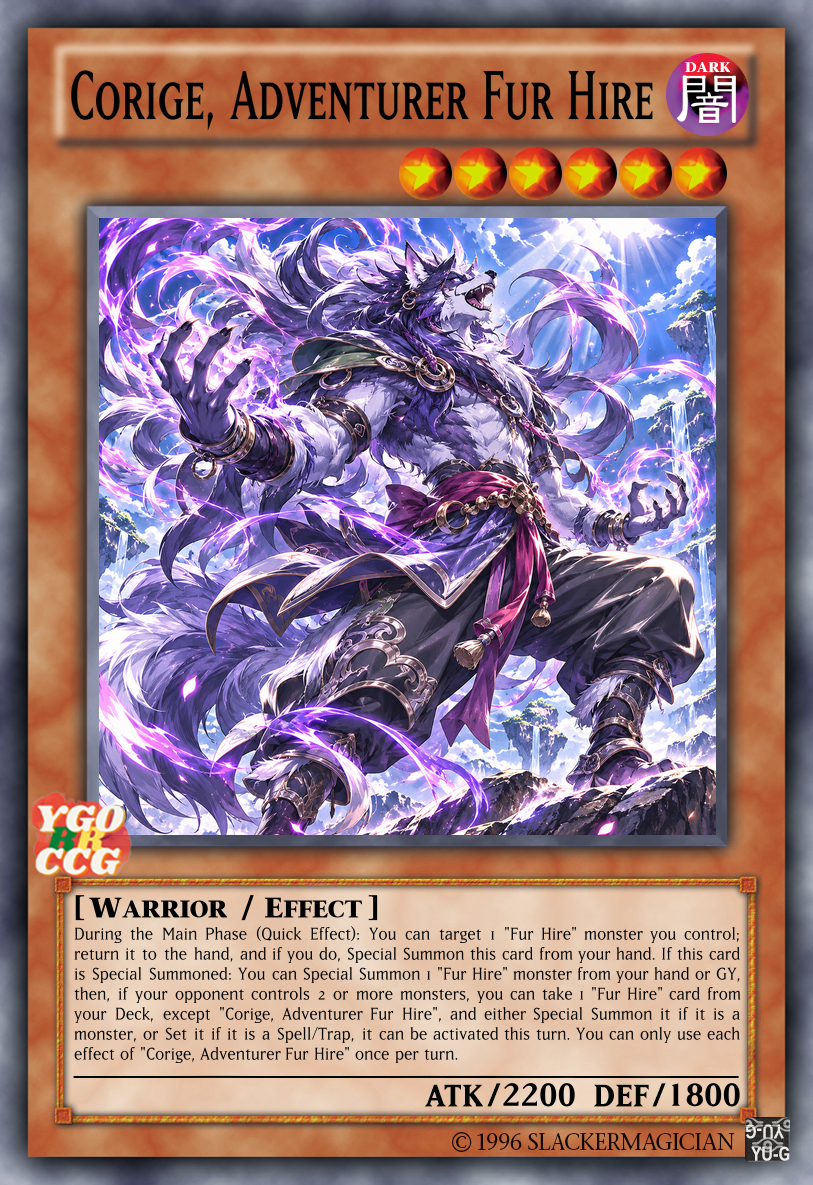 Corige, Adventurer Fur Hire
DARK
闇
YGO
RR
CCG
[ Warrior / Effect ]
During the Main Phase (Quick Effect): You can target 1 "Fur Hire" monster you control;
return it to the hand, and if you do, Special Summon this card from your hand. If this card
is Special Summoned: You can Special Summon 1 "Fur Hire" monster from your hand or GY,
then, if your opponent controls 2 or more monsters, you can take 1 "Fur Hire" card from
your Deck, except "Corige, Adventurer Fur Hire", and either Special Summon it if it is a
monster, or Set it if it is a Spell/Trap, it can be activated this turn. You can only use each
effect of "Corige, Adventurer Fur Hire" once per turn.
ATK/2200 DEF/1800
© 1996 SLACKERMAGICIAN